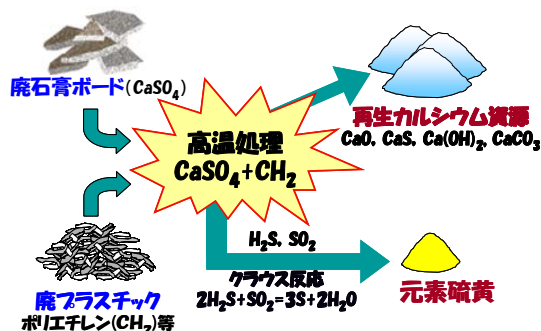 廃石膏ボード(CaSO₄)
高温処理
CaSO₄+CH₂
再生カルシウム資源
CaO, CaS, Ca(OH)₂, CaCO₃
廃プラスチック
ポリエチレン(CH₂)等
H₂S, SO₂
クラウス反応
2H₂S+SO₂=3S+2H₂O
元素硫黄